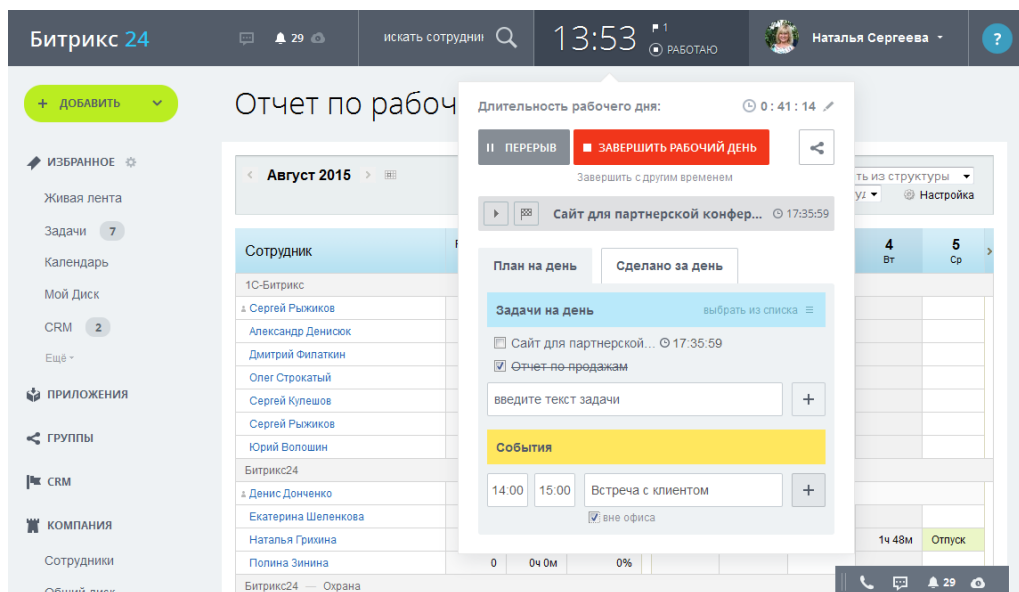 Битрикс 24
29
искать сотрудни
13:53
1
РАБОТАЮ
Наталья Сергеева
?
+ ДОБАВИТЬ
ИЗБРАННОЕ
Живая лента
Задачи 7
Календарь
Мой Диск
CRM 2
Ещё
ПРИЛОЖЕНИЯ
ГРУППЫ
CRM
КОМПАНИЯ
Сотрудники
Общий диск
Отчет по рабоч
Август 2015
ть из структуры
Настройка
Сотрудник
4
Вт
5
Ср
1С-Битрикс
Сергей Рыжиков
Александр Денисюк
Дмитрий Филаткин
Олег Строкатый
Сергей Кулешов
Сергей Рыжиков
Юрий Волошин
Битрикс24
Денис Донченко
Екатерина Шеленкова
Наталья Грихина 1ч 48м Отпуск
Полина Зинина 0 0ч 0м 0%
Битрикс24 — Охрана
Длительность рабочего дня: 0 : 41 : 14
ПЕРЕРЫВ
ЗАВЕРШИТЬ РАБОЧИЙ ДЕНЬ
Завершить с другим временем
Сайт для партнерской конфер... 17:35:59
План на день
Сделано за день
Задачи на день выбрать из списка
Сайт для партнерской... 17:35:59
Отчет по продажам
введите текст задачи +
События
14:00 15:00 Встреча с клиентом +
вне офиса
29